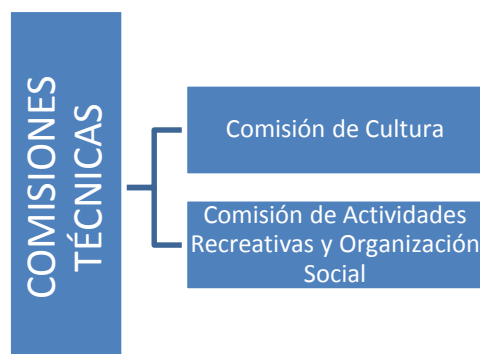 COMISIONES
TÉCNICAS
Comisión de Cultura
Comisión de Actividades
Recreativas y Organización
Social